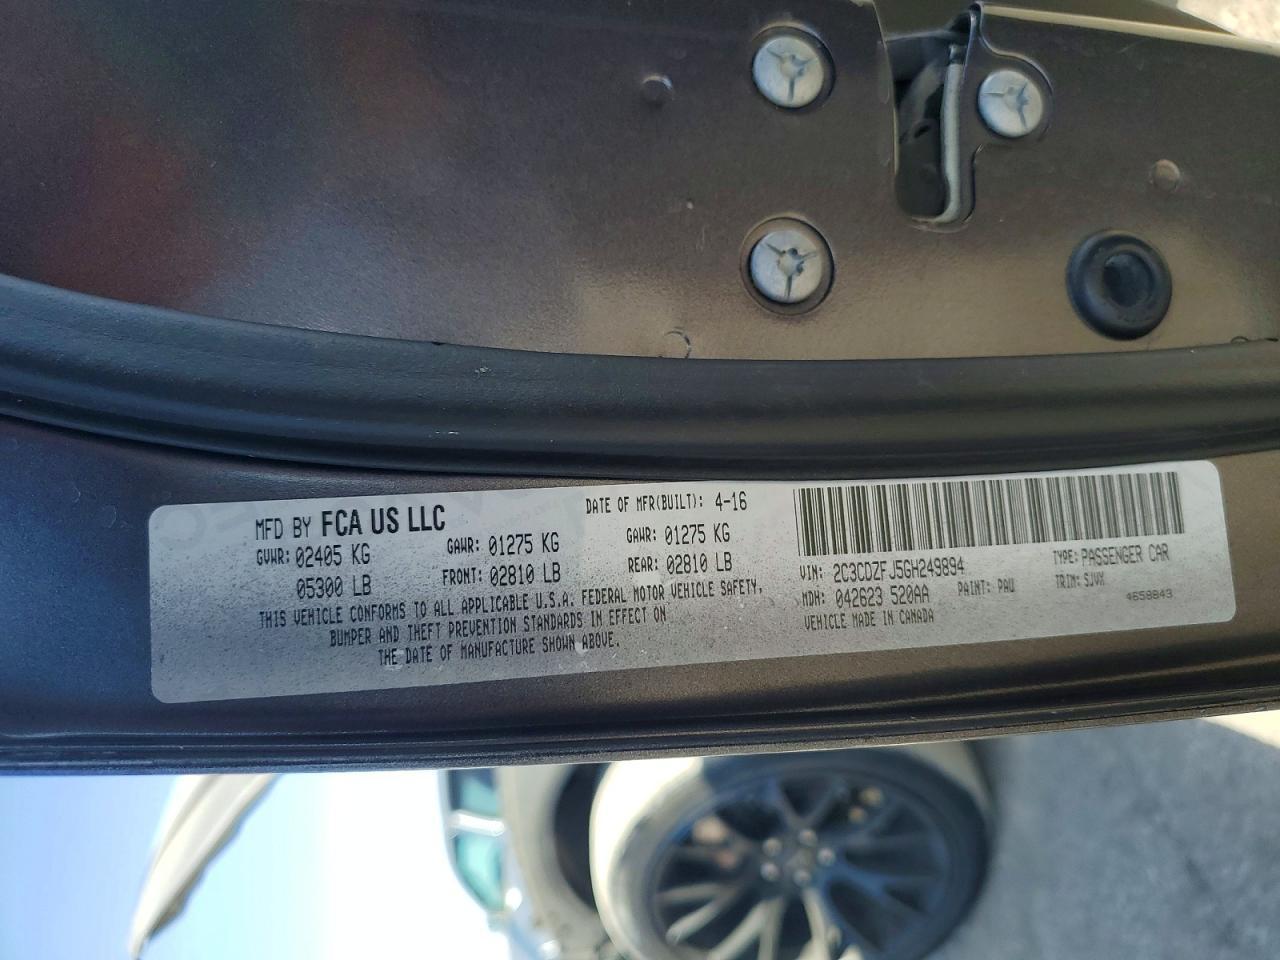 MFD BY FCA US LLC
DATE OF MFR(BUILT): 4-16
GVWR: 02405 KG
GAWR: 01275 KG
GAWR: 01275 KG
05300 LB
FRONT: 02810 LB
REAR: 02810 LB
THIS VEHICLE CONFORMS TO ALL APPLICABLE U.S.A. FEDERAL MOTOR VEHICLE SAFETY,
BUMPER AND THEFT PREVENTION STANDARDS IN EFFECT ON
THE DATE OF MANUFACTURE SHOWN ABOVE.
VIN: 2C3CDZFJ5GH249894
TYPE: PASSENGER CAR
MDH: 042623 520AA
PAINT: PAU
TRIM: SJVX
VEHICLE MADE IN CANADA
4658843